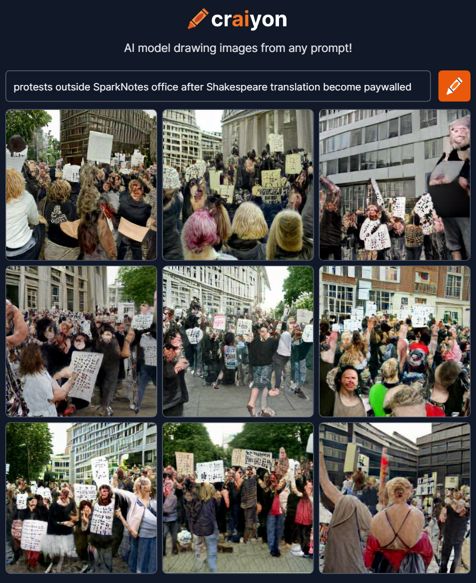 craiyon
AI model drawing images from any prompt!
protests outside SparkNotes office after Shakespeare translation become paywalled